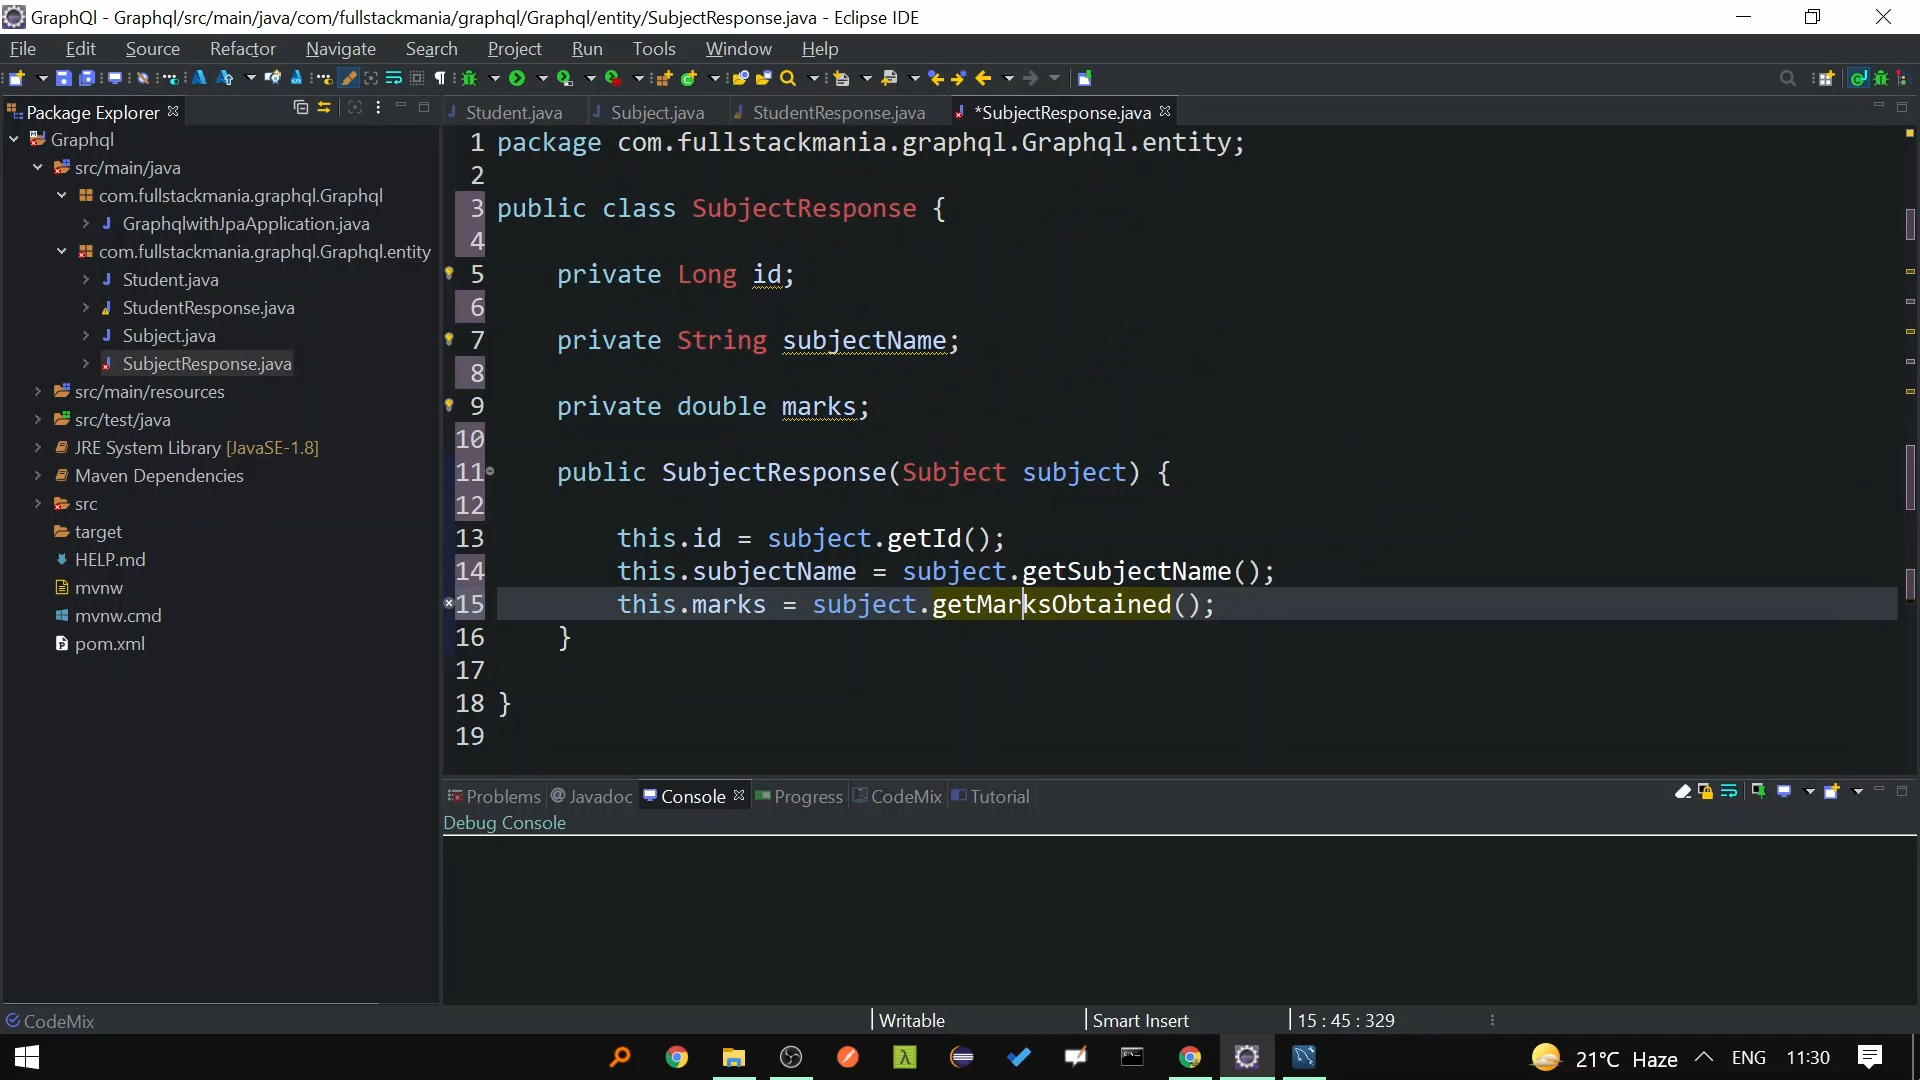 GraphQl - Graphql/src/main/java/com/fullstackmania/graphql/Graphql/entity/SubjectResponse.java - Eclipse IDE
File Edit Source Refactor Navigate Search Project Run Tools Window Help
Package Explorer
Student.java Subject.java StudentResponse.java *SubjectResponse.java
Graphql
src/main/java
com.fullstackmania.graphql.Graphql
GraphqlwithJpaApplication.java
com.fullstackmania.graphql.Graphql.entity
Student.java
StudentResponse.java
Subject.java
SubjectResponse.java
src/main/resources
src/test/java
JRE System Library [JavaSE-1.8]
Maven Dependencies
src
target
HELP.md
mvnw
mvnw.cmd
pom.xml
1 package com.fullstackmania.graphql.Graphql.entity;
2
3 public class SubjectResponse {
4
5 private Long id;
6
7 private String subjectName;
8
9 private double marks;
10
11 public SubjectResponse(Subject subject) {
12
13 this.id = subject.getId();
14 this.subjectName = subject.getSubjectName();
15 this.marks = subject.getMarksObtained();
16 }
17
18 }
19
Problems @ Javadoc Console Progress CodeMix Tutorial
Debug Console
CodeMix Writable Smart Insert 15 : 45 : 329
21°C Haze ENG 11:30